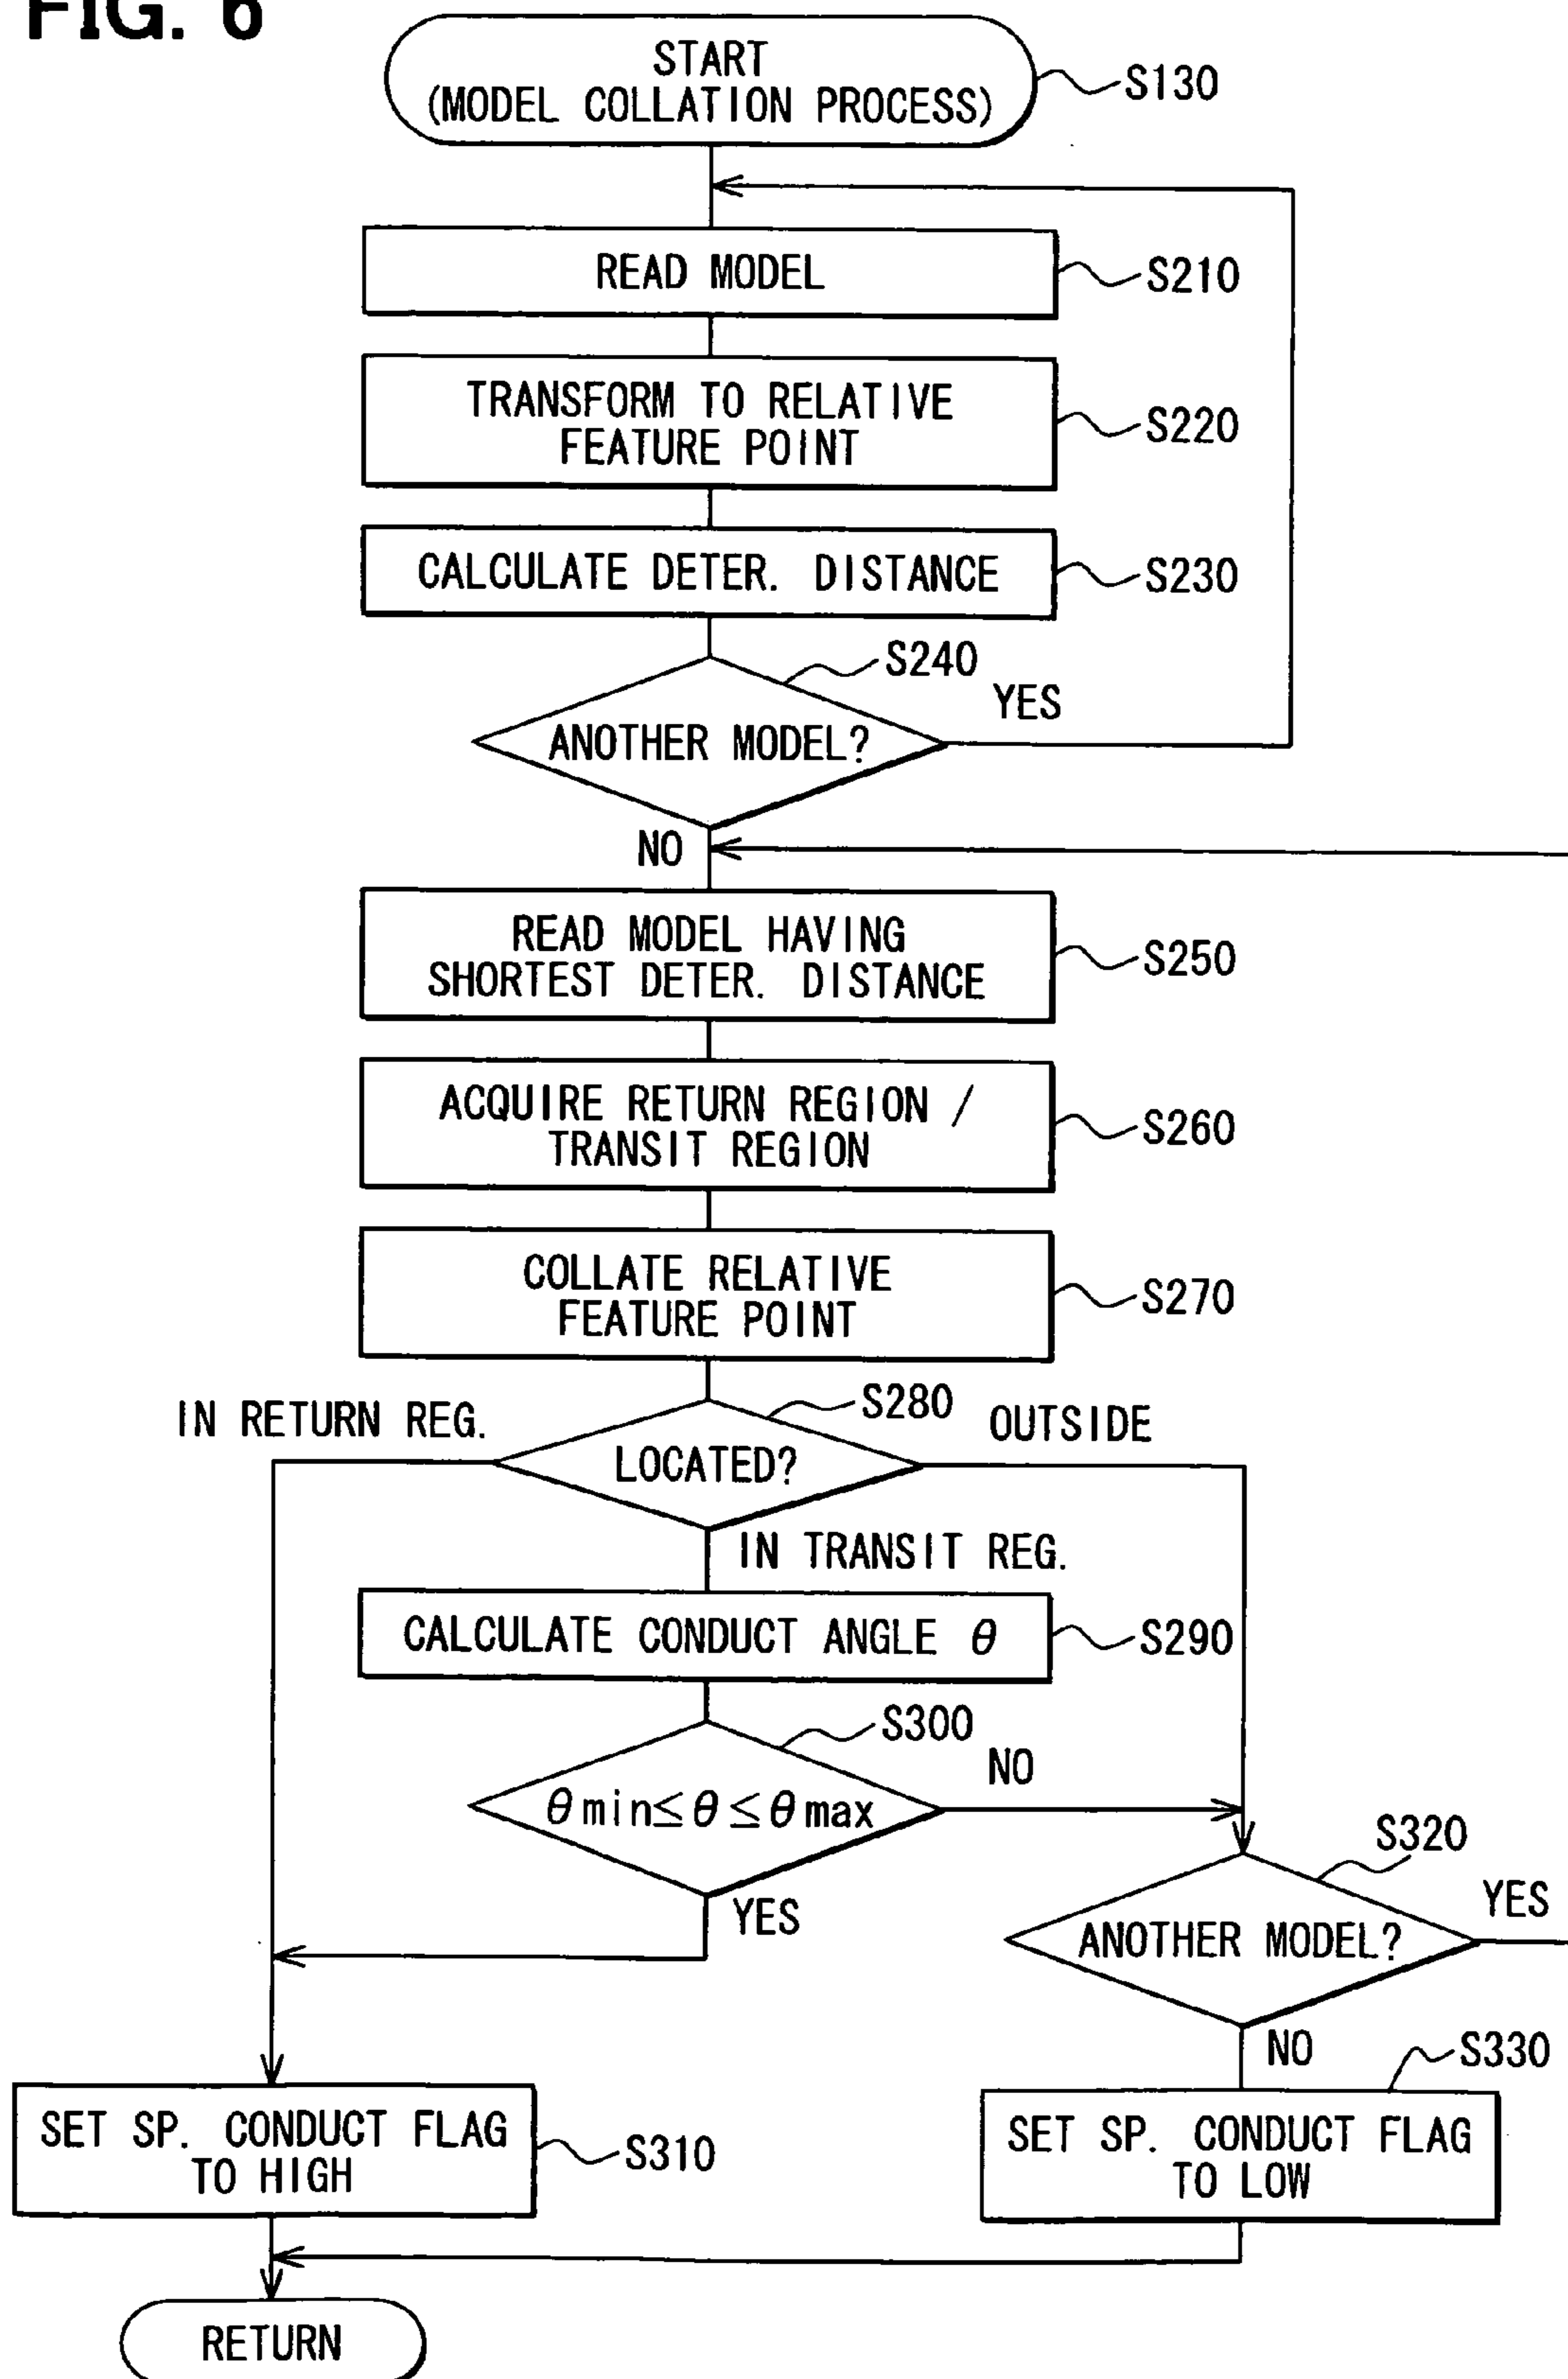 FIG. 6
START
(MODEL COLLATION PROCESS)
S130
READ MODEL
S210
TRANSFORM TO RELATIVE
FEATURE POINT
S220
CALCULATE DETER. DISTANCE
S230
S240
YES
ANOTHER MODEL?
NO
READ MODEL HAVING
SHORTEST DETER. DISTANCE
S250
ACQUIRE RETURN REGION /
TRANSIT REGION
S260
COLLATE RELATIVE
FEATURE POINT
S270
IN RETURN REG.
S280
OUTSIDE
LOCATED?
IN TRANSIT REG.
CALCULATE CONDUCT ANGLE θ
S290
S300
NO
θmin≤θ≤θmax
YES
S320
YES
ANOTHER MODEL?
NO
S330
SET SP. CONDUCT FLAG
TO HIGH
S310
SET SP. CONDUCT FLAG
TO LOW
RETURN